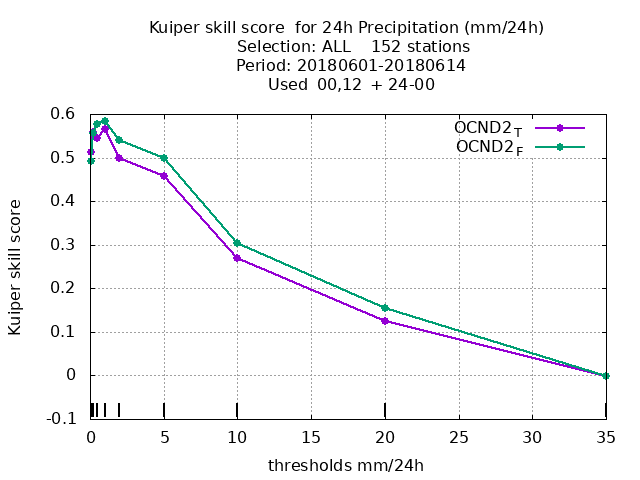 Kuiper skill score  for 24h Precipitation (mm/24h)
Selection: ALL    152 stations
Period: 20180601-20180614
Used  00,12  + 24-00
OCND2T
OCND2F
Kuiper skill score
0.6
0.5
0.4
0.3
0.2
0.1
0
-0.1
0 5 10 15 20 25 30 35
thresholds mm/24h